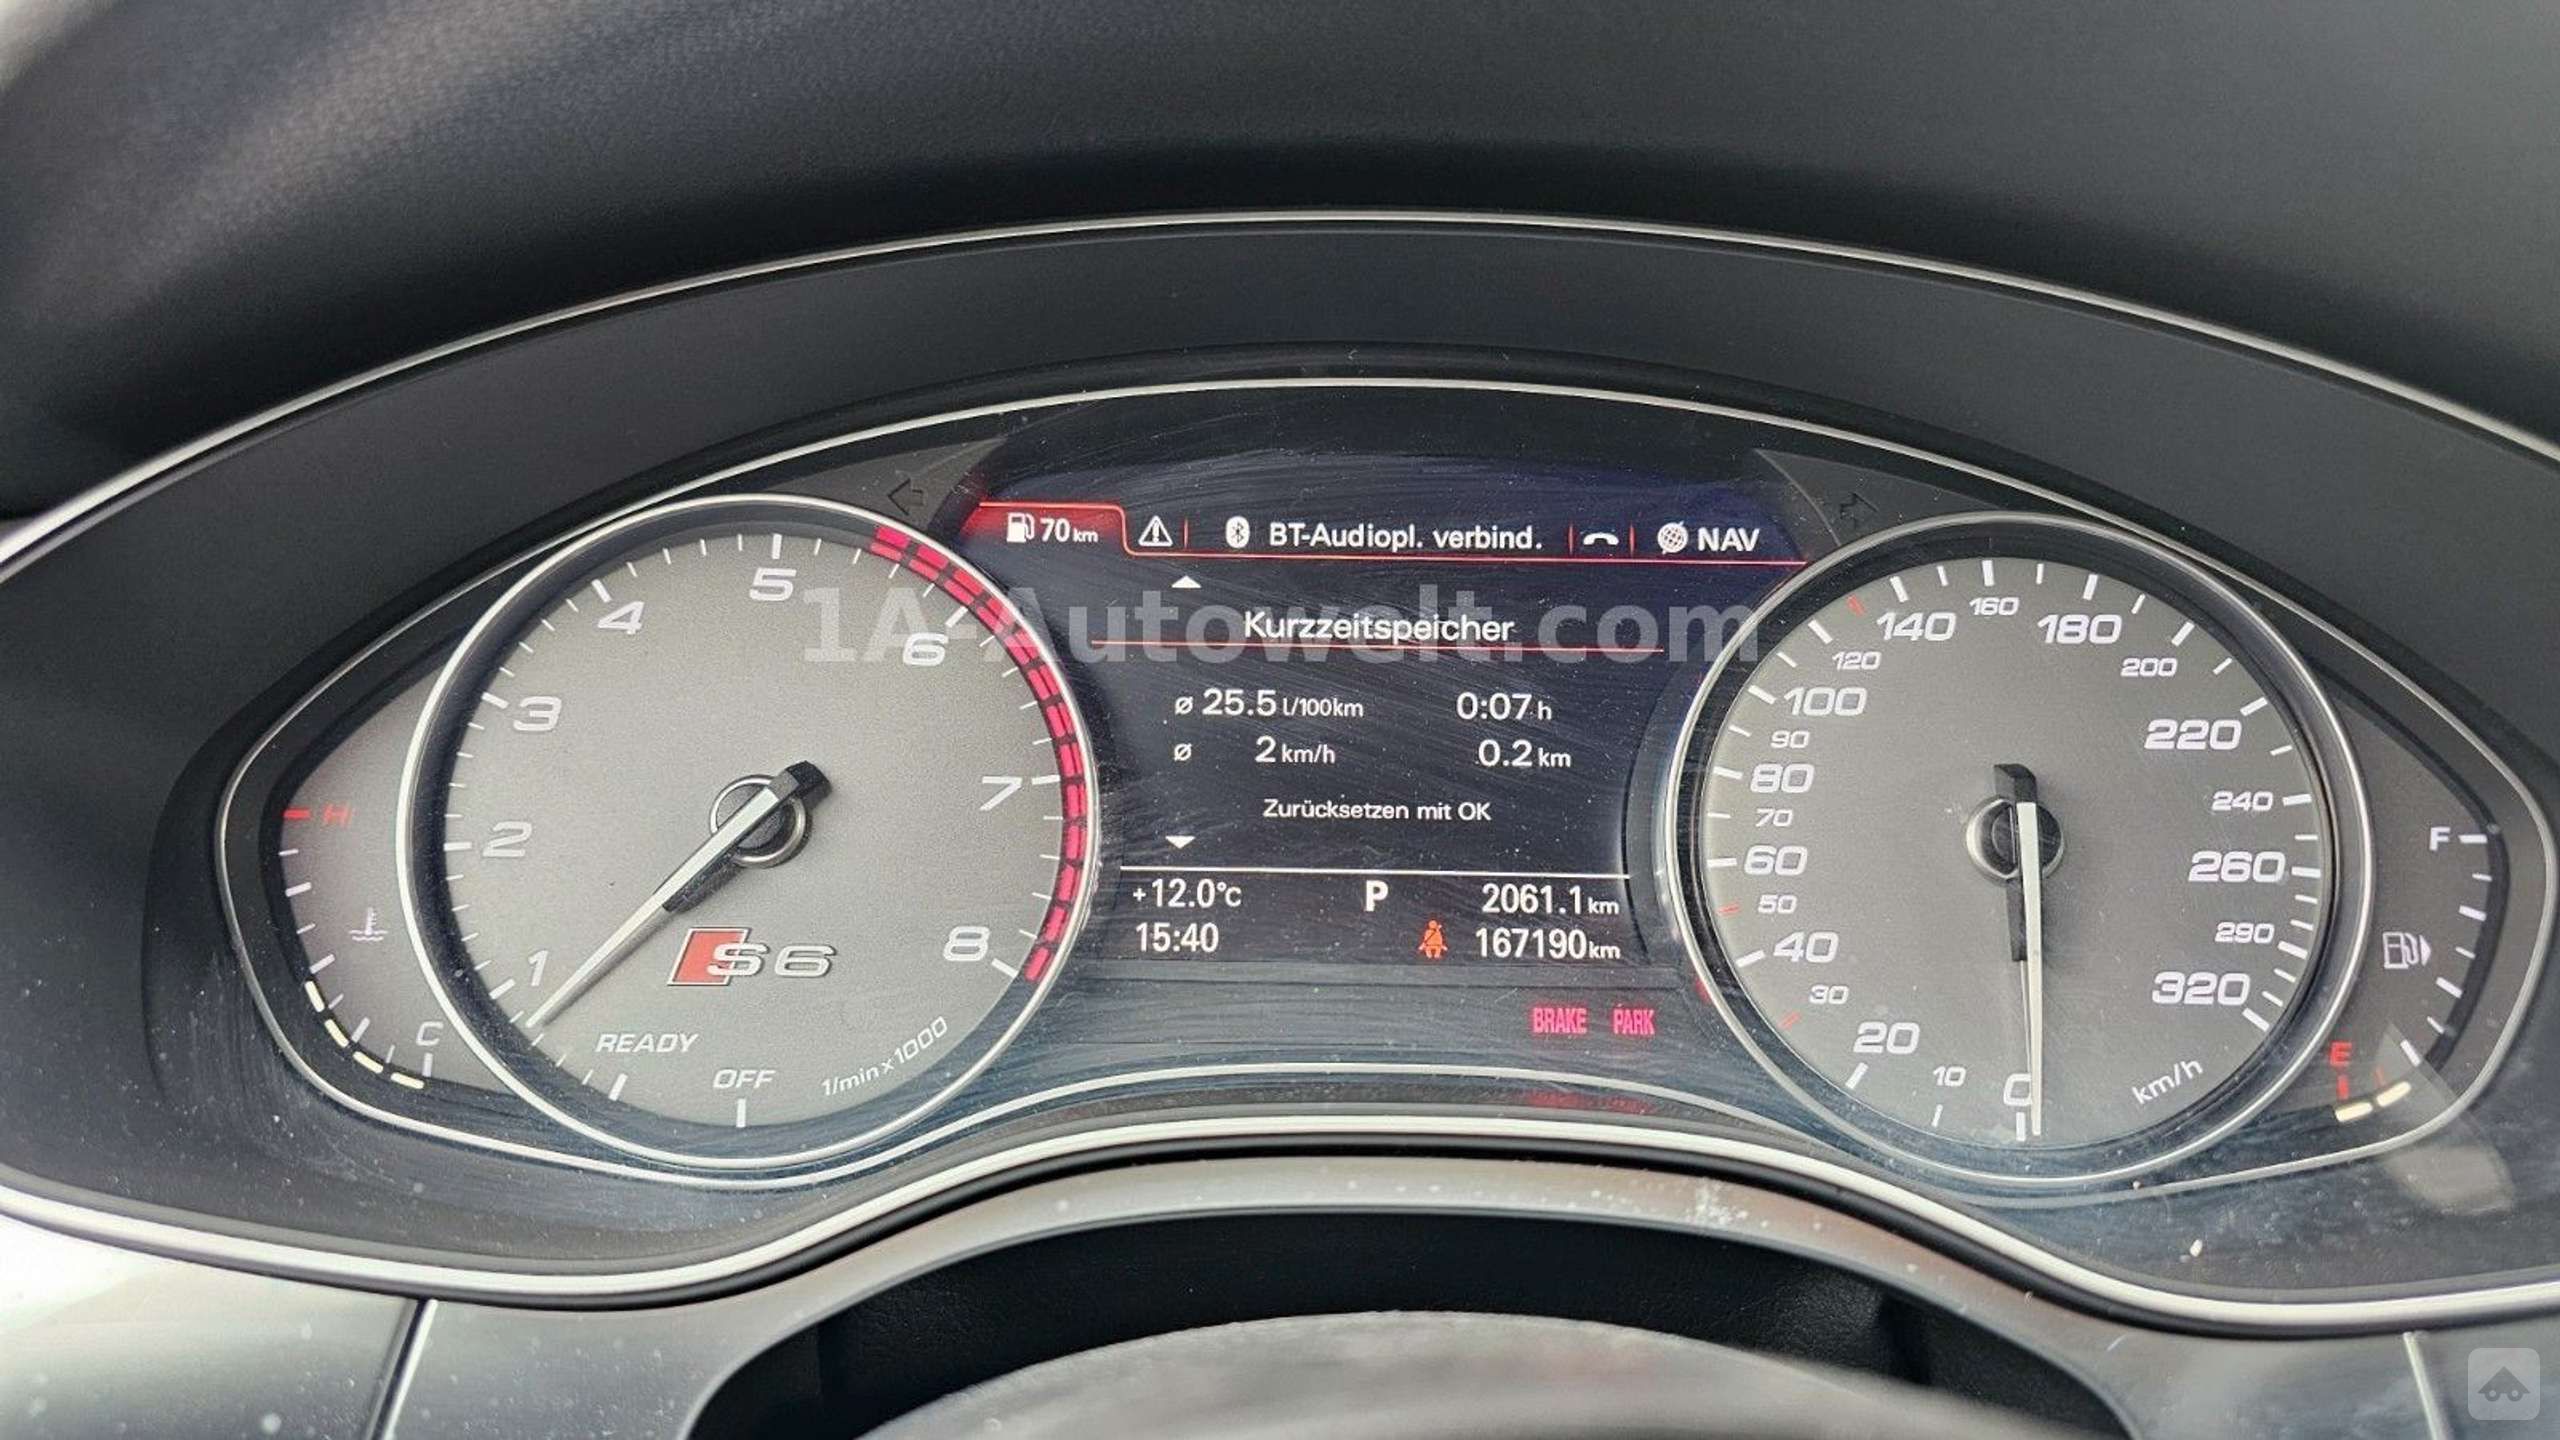 70 km
BT-Audiopl. verbind.
NAV
1A-Autowelt.com
Kurzzeitspeicher
ø 25.5 l/100km 0:07 h
ø 2 km/h 0.2 km
Zurücksetzen mit OK
+12.0°C P 2061.1 km
15:40 167190 km
BRAKE PARK
H
C
1
2
3
4
5
6
7
8
S6
READY
OFF
1/min x 1000
0
10
20
30
40
50
60
70
80
90
100
120
140
160
180
200
220
240
260
290
320
km/h
F
E